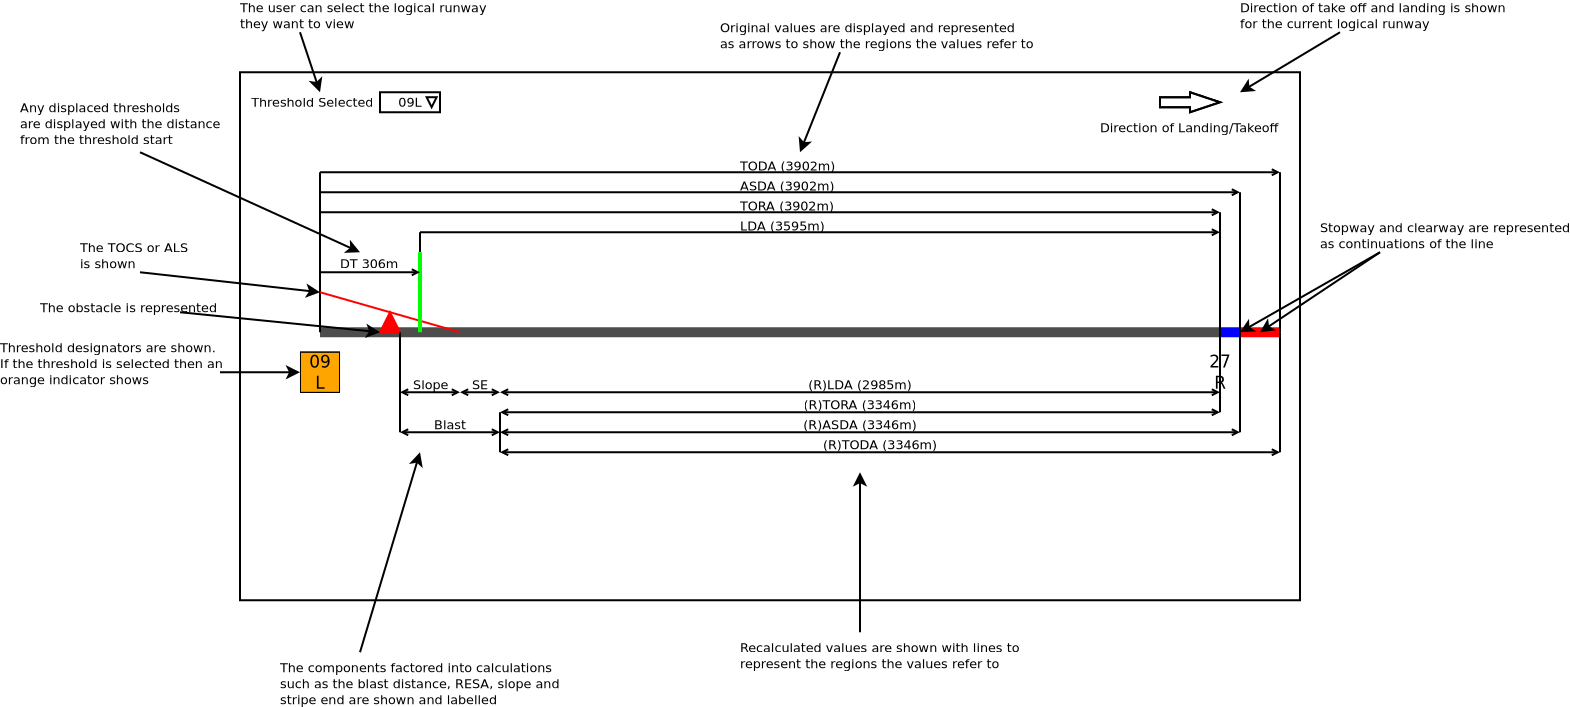 The user can select the logical runway
they want to view
Direction of take off and landing is shown
for the current logical runway
Original values are displayed and represented
as arrows to show the regions the values refer to
Threshold Selected 09L
Direction of Landing/Takeoff
Any displaced thresholds
are displayed with the distance
from the threshold start
TODA (3902m)
ASDA (3902m)
TORA (3902m)
LDA (3595m)
DT 306m
Stopway and clearway are represented
as continuations of the line
The TOCS or ALS
is shown
The obstacle is represented
Threshold designators are shown.
If the threshold is selected then an
orange indicator shows
09
L
27
R
Slope
SE
(R)LDA (2985m)
(R)TORA (3346m)
Blast
(R)ASDA (3346m)
(R)TODA (3346m)
Recalculated values are shown with lines to
represent the regions the values refer to
The components factored into calculations
such as the blast distance, RESA, slope and
stripe end are shown and labelled